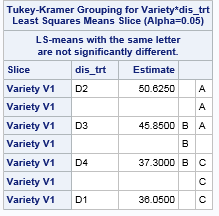 Tukey-Kramer Grouping for Variety*dis_trt
Least Squares Means Slice (Alpha=0.05)
LS-means with the same letter
are not significantly different.
Slice dis_trt Estimate
Variety V1 D2 50.6250 A
Variety V1 A
Variety V1 D3 45.8500 B A
Variety V1 B
Variety V1 D4 37.3000 B C
Variety V1 C
Variety V1 D1 36.0500 C